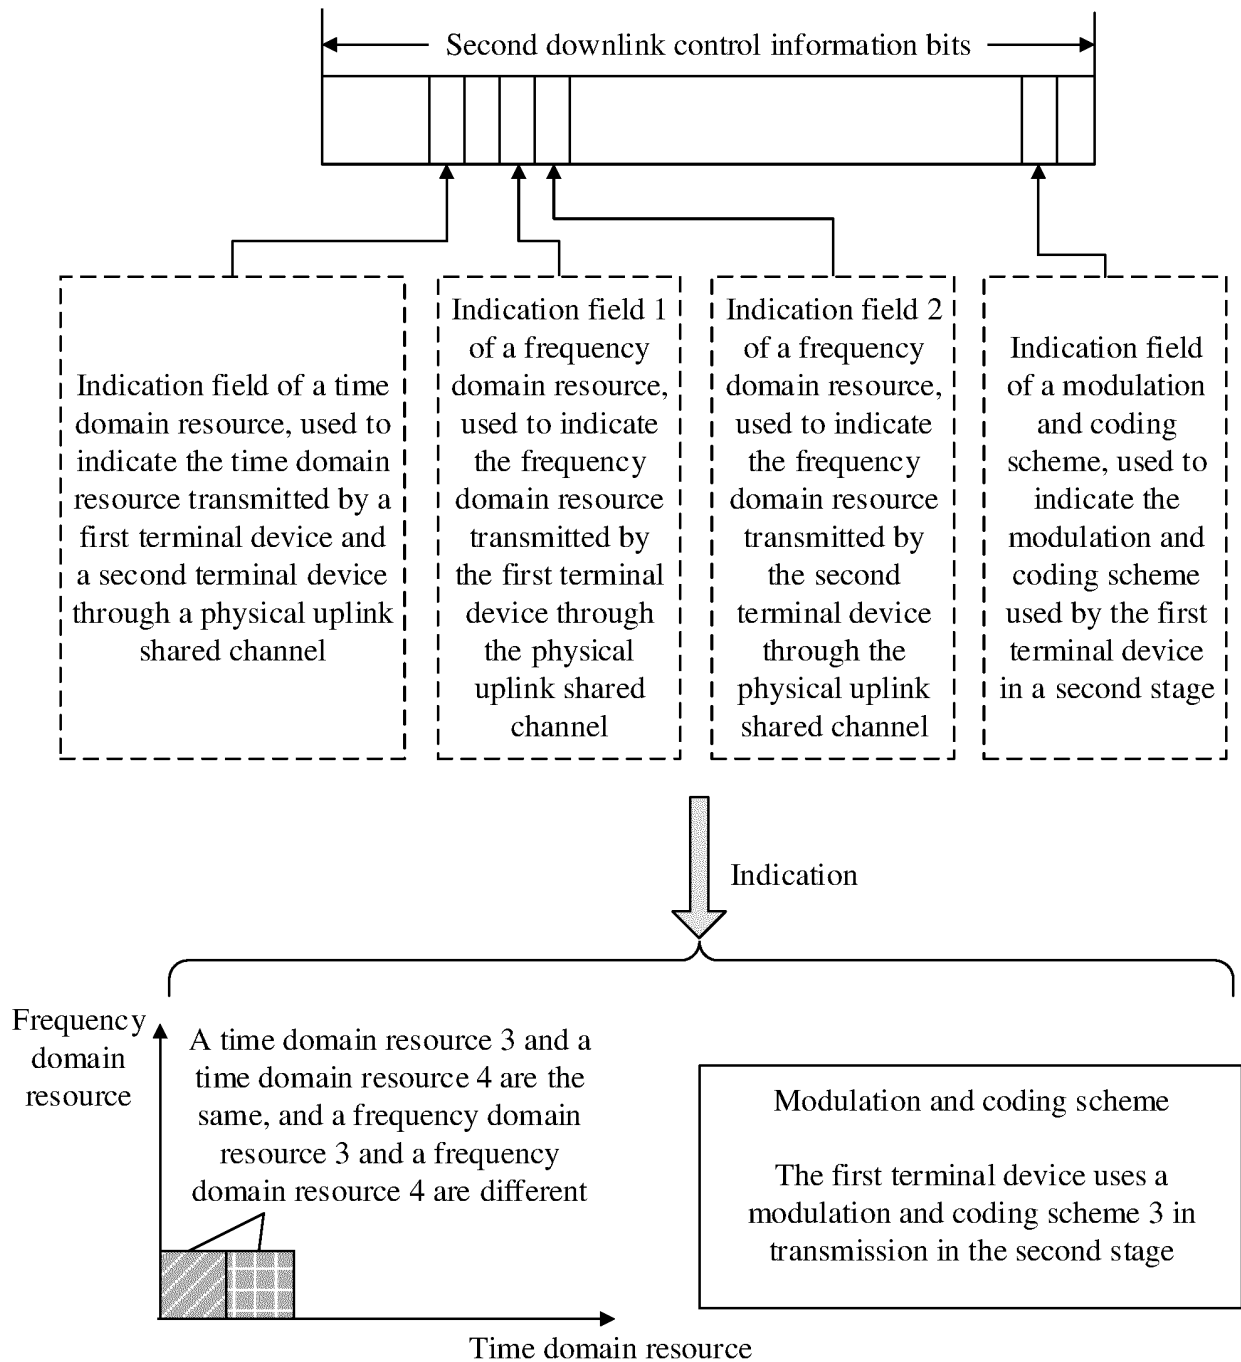 Second downlink control information bits
Indication field of a time
domain resource, used to
indicate the time domain
resource transmitted by a
first terminal device and
a second terminal device
through a physical uplink
shared channel
Indication field 1
of a frequency
domain resource,
used to indicate
the frequency
domain resource
transmitted by
the first terminal
device through
the physical
uplink shared
channel
Indication field 2
of a frequency
domain resource,
used to indicate
the frequency
domain resource
transmitted by
the second
terminal device
through the
physical uplink
shared channel
Indication field
of a modulation
and coding
scheme, used to
indicate the
modulation and
coding scheme
used by the first
terminal device
in a second stage
Indication
Frequency
domain
resource
A time domain resource 3 and a
time domain resource 4 are the
same, and a frequency domain
resource 3 and a frequency
domain resource 4 are different
Time domain resource
Modulation and coding scheme
The first terminal device uses a
modulation and coding scheme 3 in
transmission in the second stage